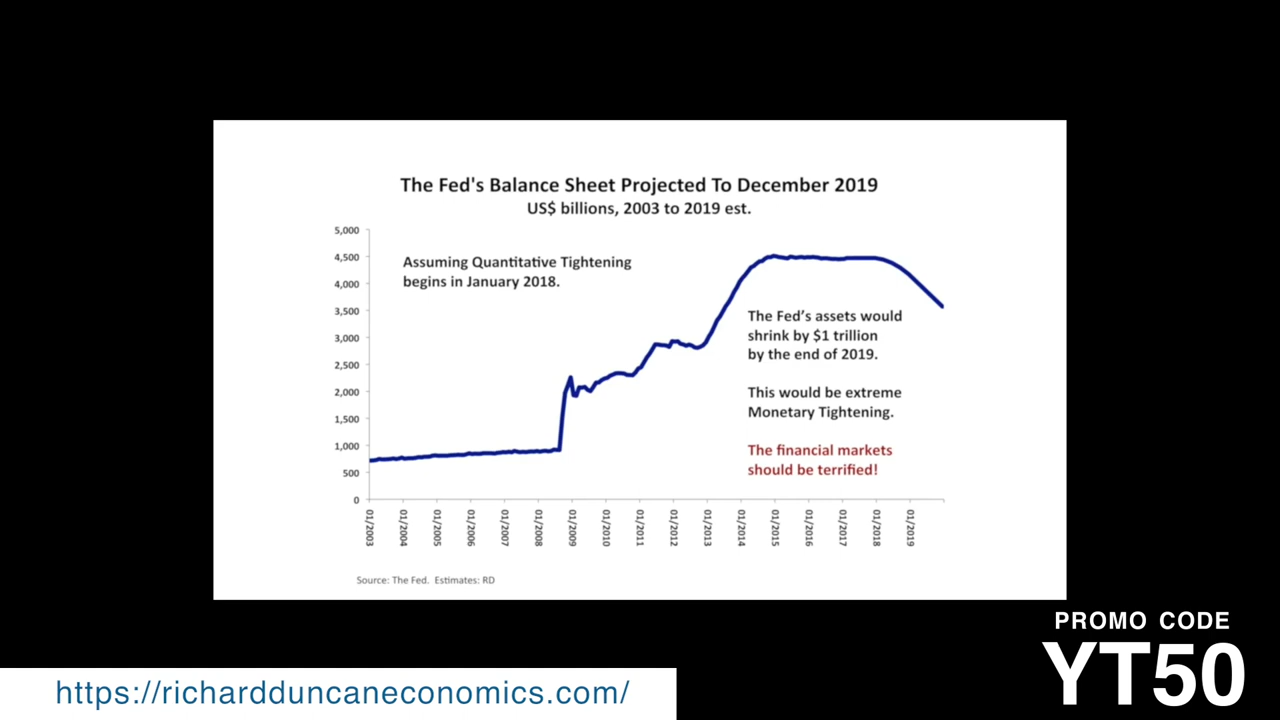 The Fed's Balance Sheet Projected To December 2019
US$ billions, 2003 to 2019 est.
5,000
4,500
4,000
3,500
3,000
2,500
2,000
1,500
1,000
500
0
Assuming Quantitative Tightening
begins in January 2018.
The Fed's assets would
shrink by $1 trillion
by the end of 2019.
This would be extreme
Monetary Tightening.
The financial markets
should be terrified!
01/2003
01/2004
01/2005
01/2006
01/2007
01/2008
01/2009
01/2010
01/2011
01/2012
01/2013
01/2014
01/2015
01/2016
01/2017
01/2018
01/2019
Source: The Fed. Estimates: RD
PROMO CODE
YT50
https://richardduncaneconomics.com/